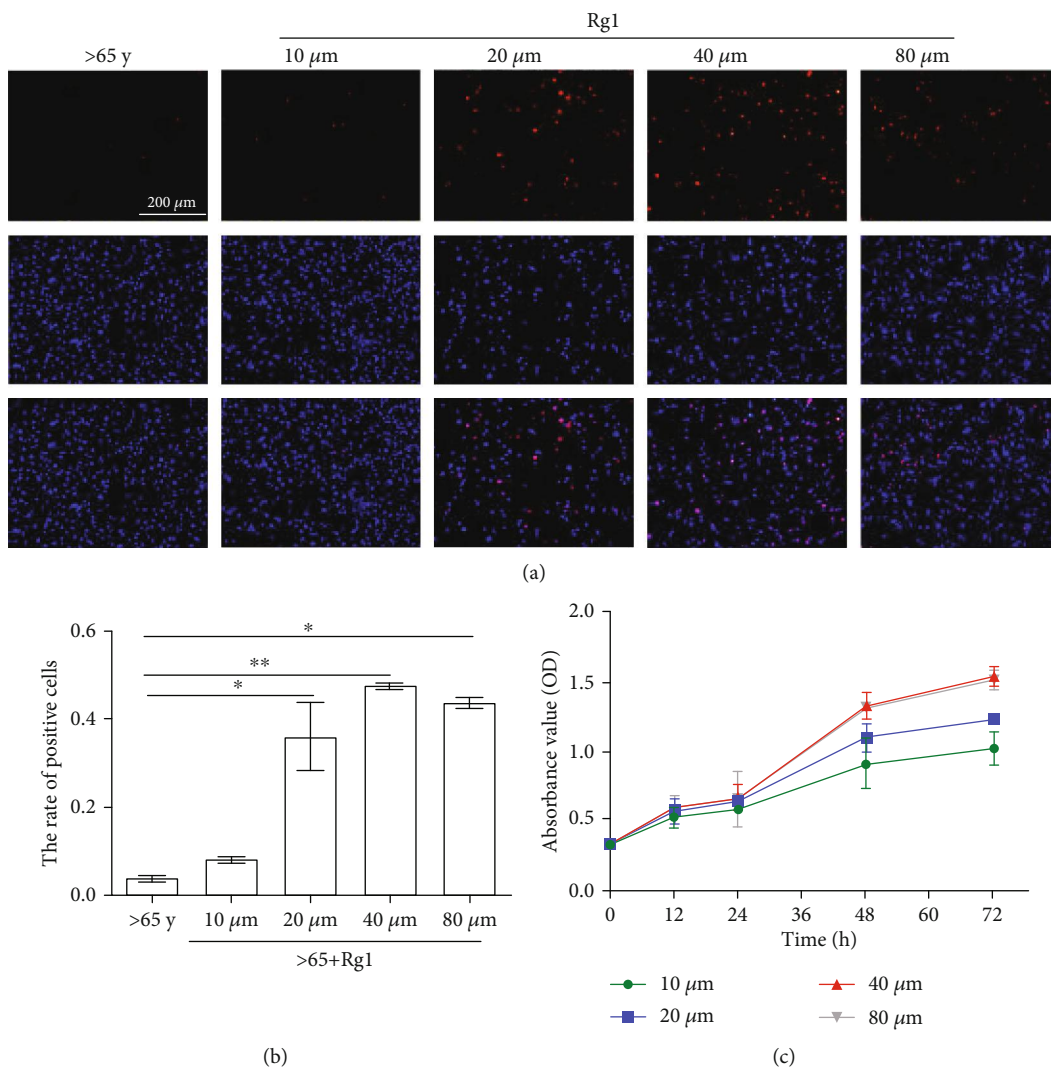 Rg1
>65 y 10 µm 20 µm 40 µm 80 µm
200 µm
(a)
The rate of positive cells
0.6
0.4
0.2
0.0
*
**
*
>65 y 10 µm 20 µm 40 µm 80 µm
>65+Rg1
(b)
Absorbance value (OD)
2.0
1.5
1.0
0.5
0.0
0 12 24 36 48 60 72
Time (h)
10 µm 40 µm
20 µm 80 µm
(c)